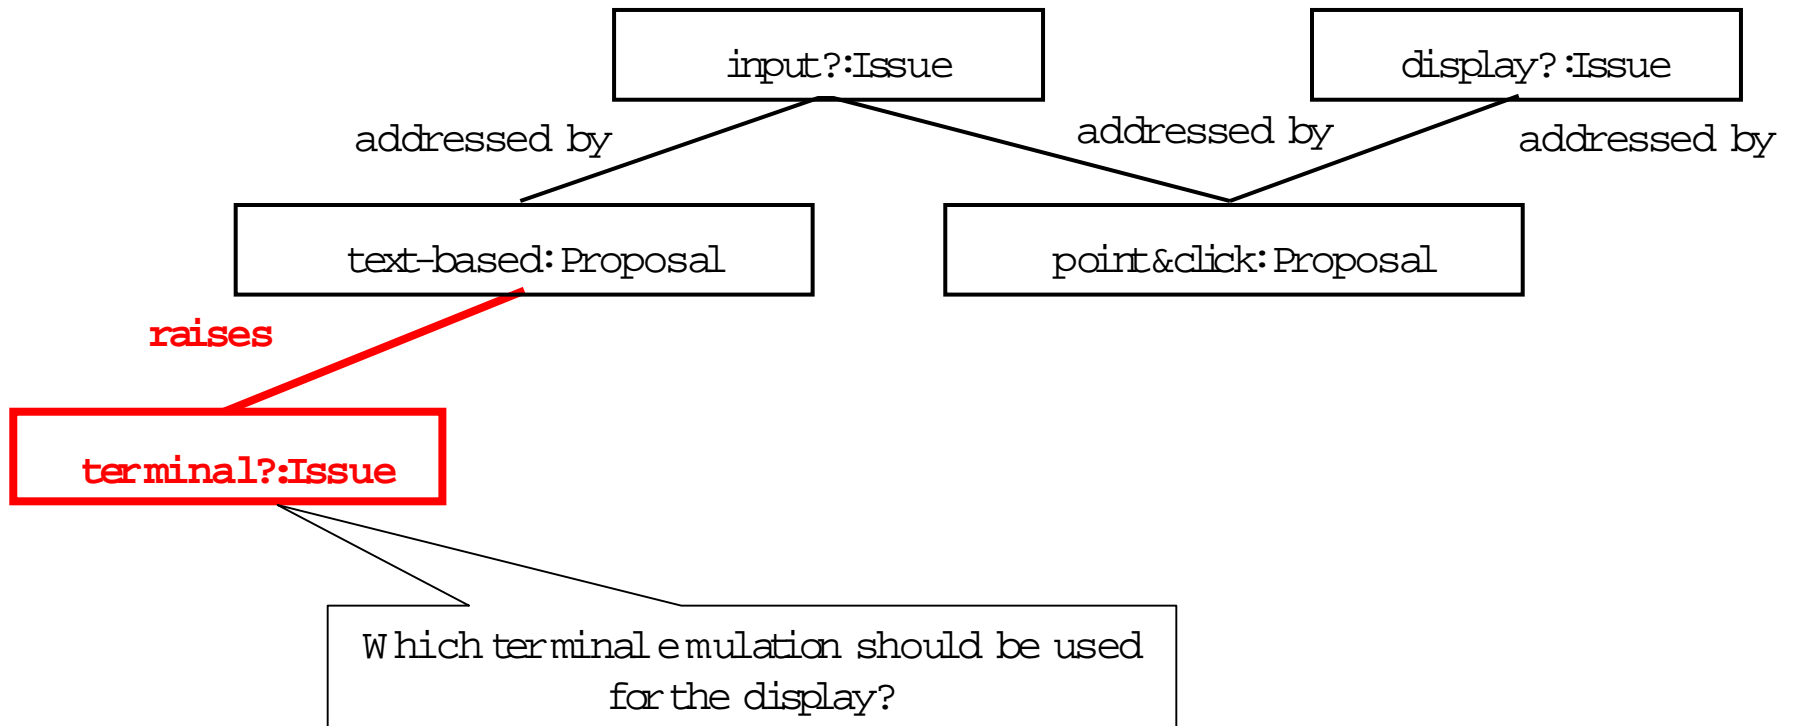 input?:Issue
display?:Issue
addressed by
addressed by
addressed by
text-based:Proposal
point&click:Proposal
raises
terminal?:Issue
Which terminal emulation should be used
for the display?